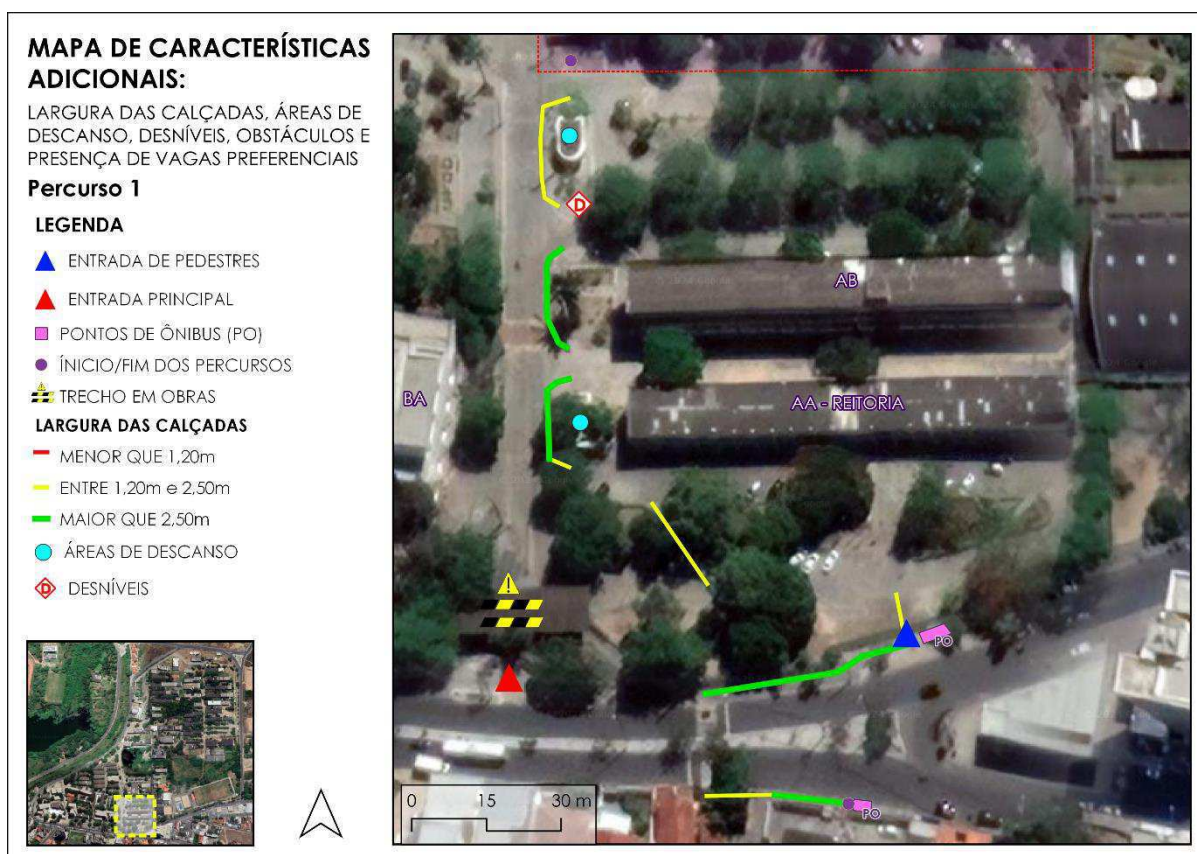 MAPA DE CARACTERÍSTICAS
ADICIONAIS:
LARGURA DAS CALÇADAS, ÁREAS DE
DESCANSO, DESNÍVEIS, OBSTÁCULOS E
PRESENÇA DE VAGAS PREFERENCIAIS
Percurso 1
LEGENDA
ENTRADA DE PEDESTRES
ENTRADA PRINCIPAL
PONTOS DE ÔNIBUS (PO)
ÍNICIO/FIM DOS PERCURSOS
TRECHO EM OBRAS
LARGURA DAS CALÇADAS
MENOR QUE 1,20m
ENTRE 1,20m e 2,50m
MAIOR QUE 2,50m
ÁREAS DE DESCANSO
D DESNÍVEIS
D
AB
BA
AA - REITORIA
PO
0 15 30 m
PO